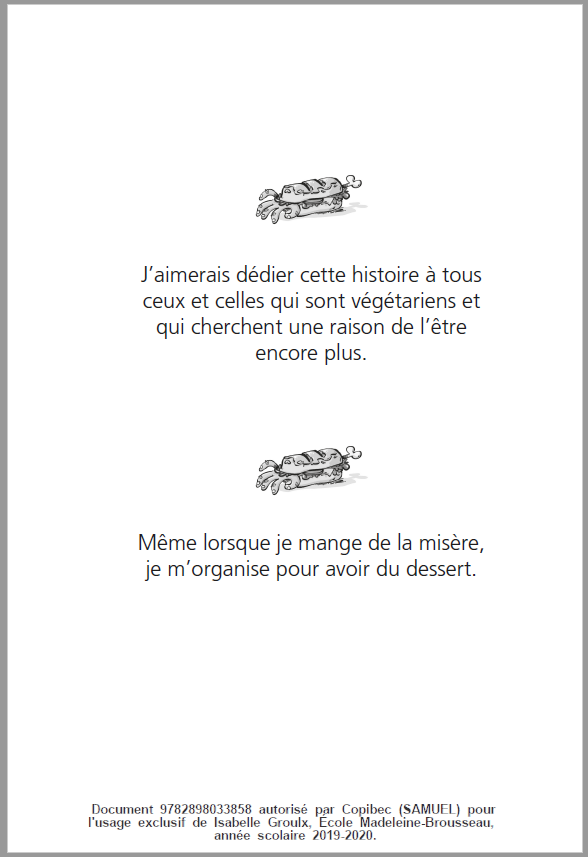 J’aimerais dédier cette histoire à tous
ceux et celles qui sont végétariens et
qui cherchent une raison de l’être
encore plus.
Même lorsque je mange de la misère,
je m’organise pour avoir du dessert.
Document 9782898033858 autorisé par Copibec (SAMUEL) pour
l'usage exclusif de Isabelle Groulx, École Madeleine-Brousseau,
année scolaire 2019-2020.